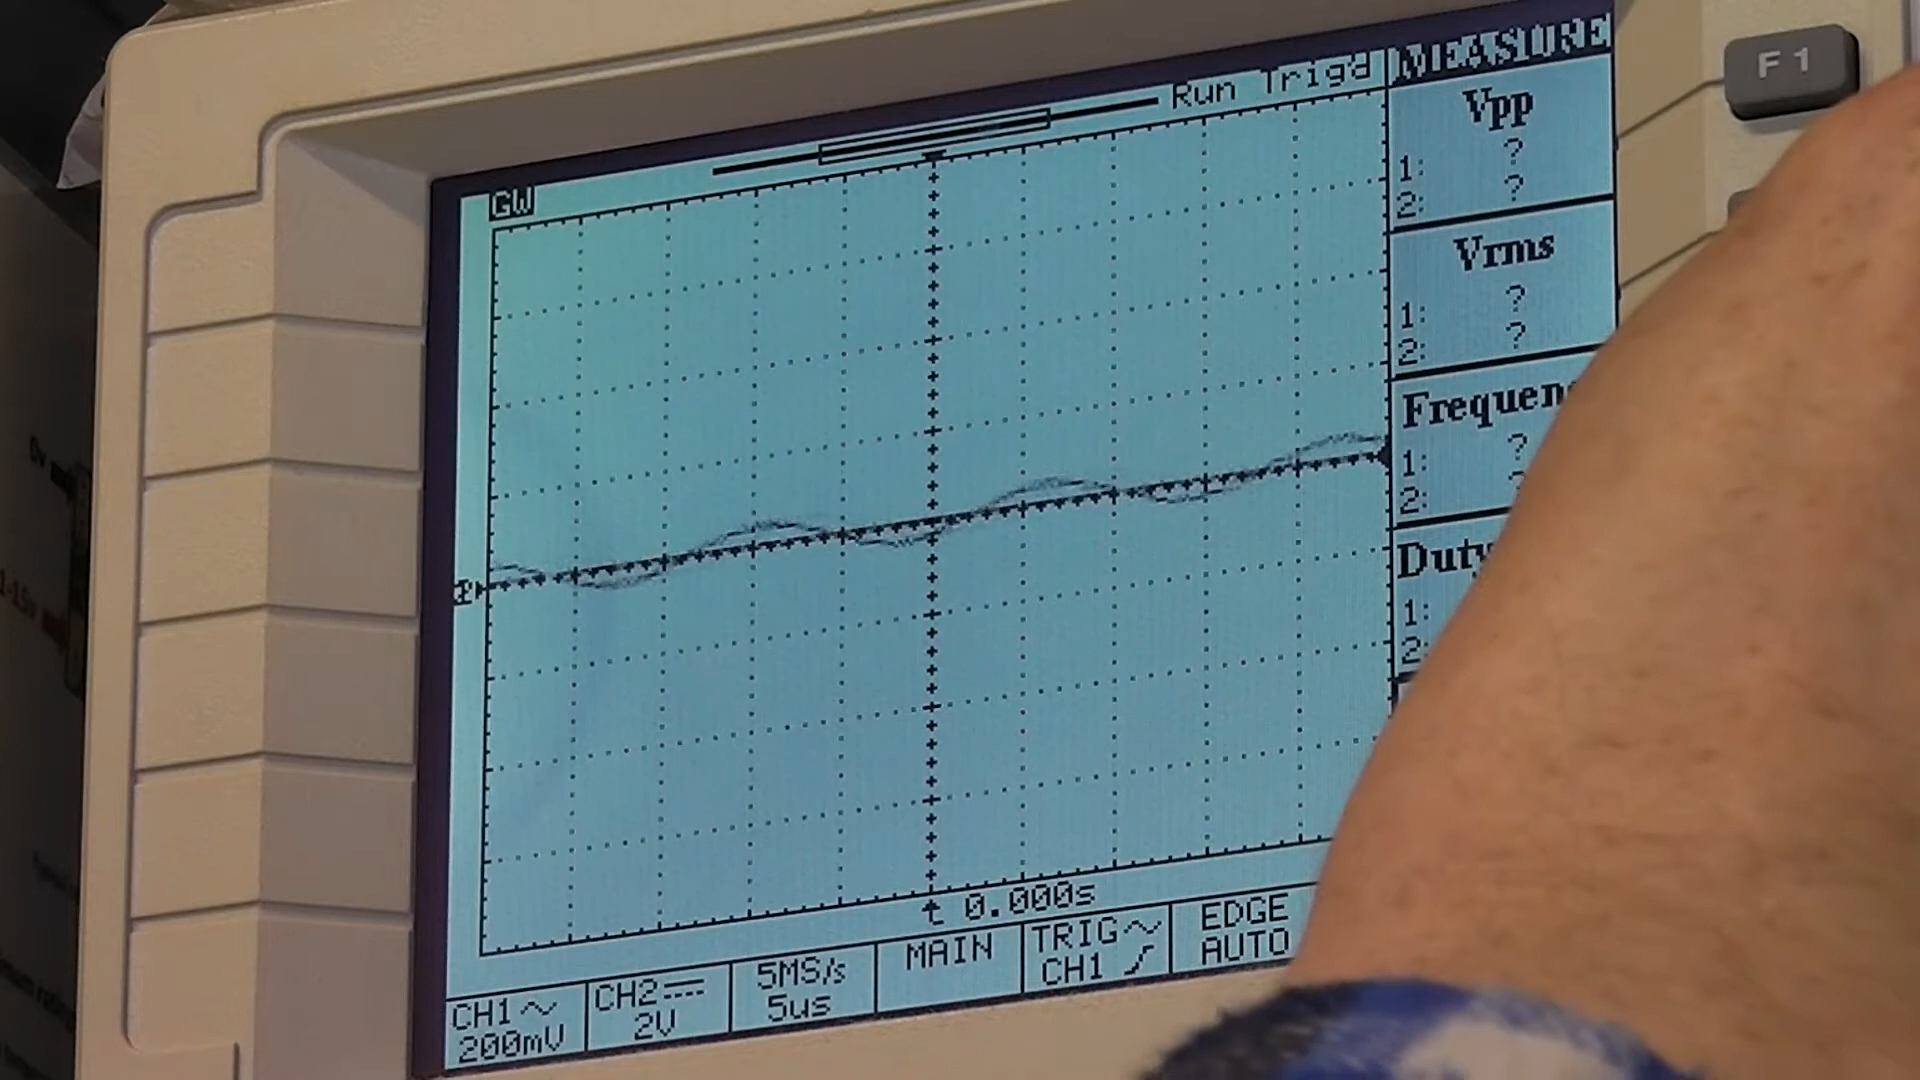 F1
MEASURE
Run Trig'd
GW
Vpp
1: ?
2: ?
Vrms
1: ?
2: ?
Frequenc
1: ?
2: ?
Duty
1:
2:
t 0.000s
CH1
200mV
CH2
2V
5MS/s
5us
MAIN
TRIG
CH1
EDGE
AUTO